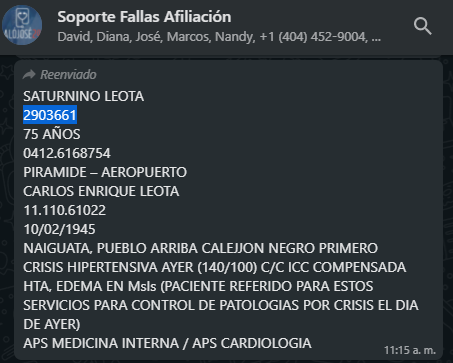 Soporte Fallas Afiliación
David, Diana, José, Marcos, Nandy, +1 (404) 452-9004, ...
ALOJOSÉ
Reenviado
SATURNINO LEOTA
2903661
75 AÑOS
0412.6168754
PIRAMIDE – AEROPUERTO
CARLOS ENRIQUE LEOTA
11.110.61022
10/02/1945
NAIGUATA, PUEBLO ARRIBA CALEJJON NEGRO PRIMERO
CRISIS HIPERTENSIVA AYER (140/100) C/C ICC COMPENSADA
HTA, EDEMA EN MsIs (PACIENTE REFERIDO PARA ESTOS
SERVICIOS PARA CONTROL DE PATOLOGIAS POR CRISIS EL DIA
DE AYER)
APS MEDICINA INTERNA / APS CARDIOLOGIA
11:15 a. m.